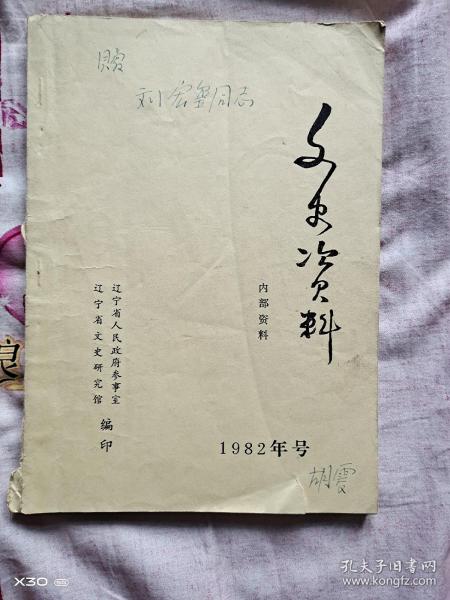 赠
刘宏垒同志
文史资料
内部资料
辽宁省人民政府参事室
辽宁省文史研究馆
编印
1982年号
胡霞
X30
孔夫子旧书网
www.kongfz.com